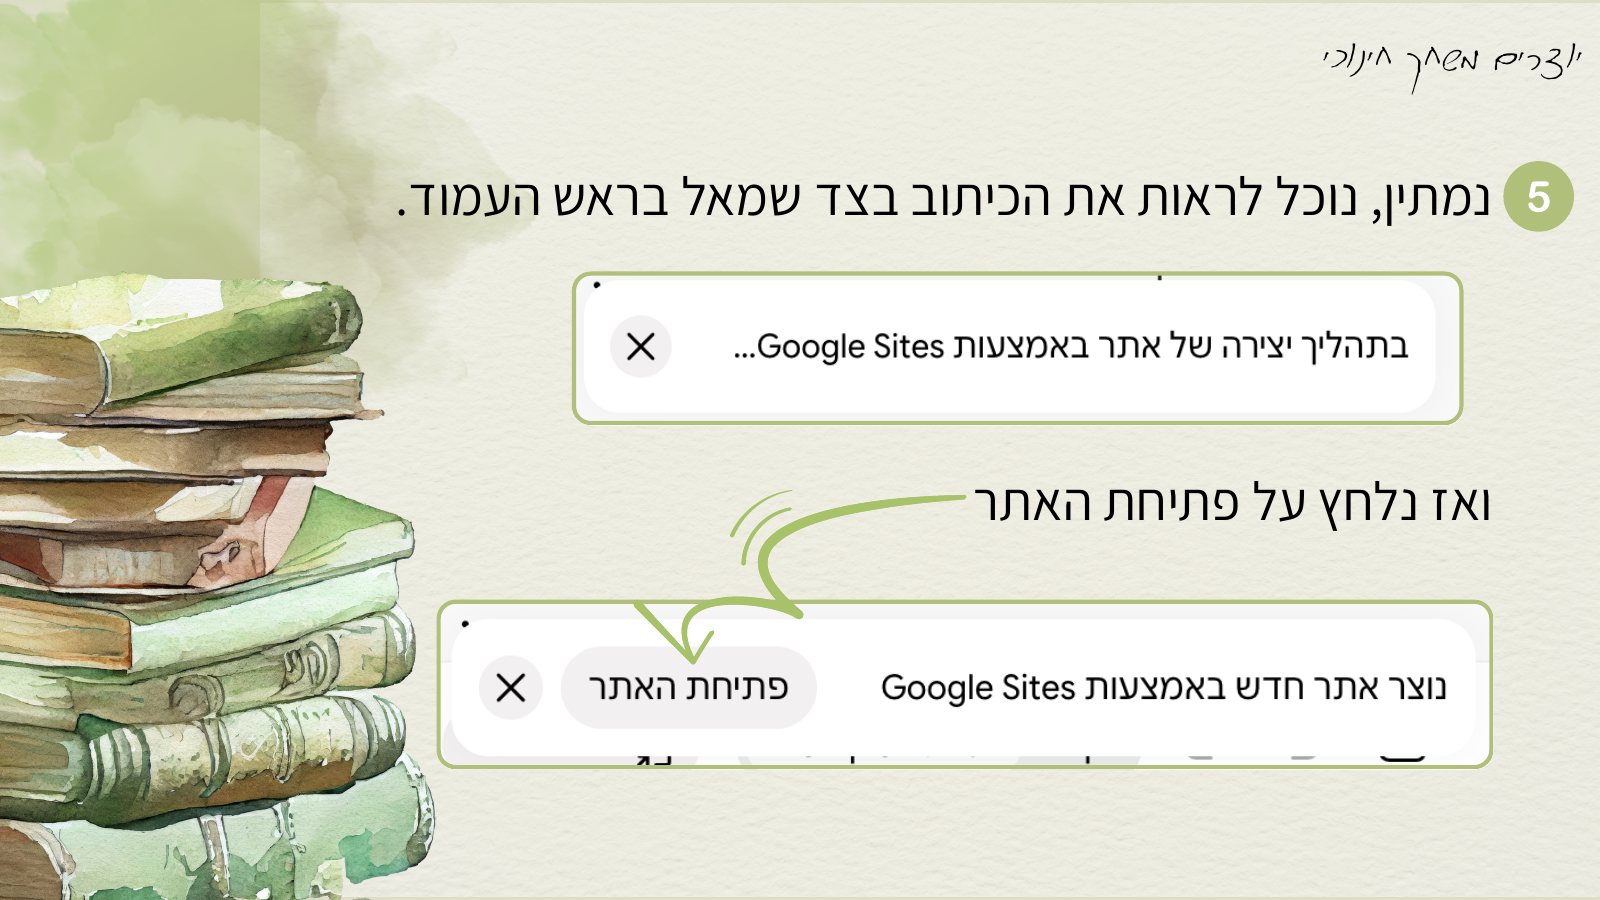 יוצרים משחק חינוכי
5 נמתין, נוכל לראות את הכיתוב בצד שמאל בראש העמוד.
בתהליך יצירה של אתר באמצעות Google Sites...
ואז נלחץ על פתיחת האתר
נוצר אתר חדש באמצעות Google Sites פתיחת האתר